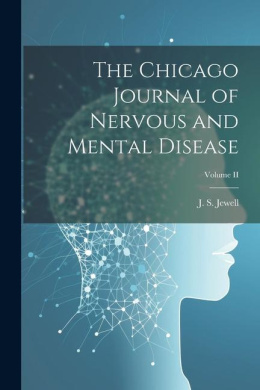 The Chicago
Journal of
Nervous and
Mental Disease
Volume II
J. S. Jewell